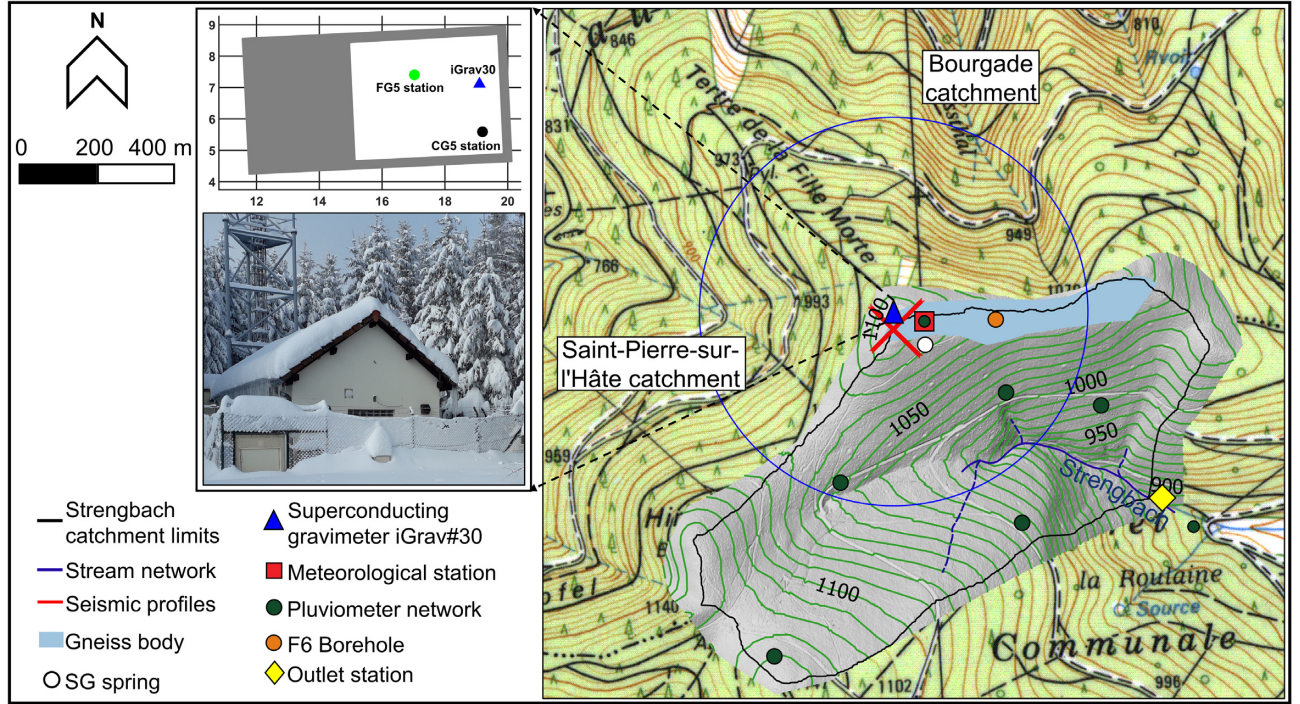 N
0 200 400 m
9
8
7
6
5
4
12 14 16 18 20
iGrav30
FG5 station
CG5 station
Strengbach
catchment limits
Stream network
Seismic profiles
Gneiss body
SG spring
Superconducting
gravimeter iGrav#30
Meteorological station
Pluviometer network
F6 Borehole
Outlet station
Bourgade
catchment
Saint-Pierre-sur-
l'Hâte catchment
846
810
831
Tertre de la Fille Morte
973
949
766
900
993
1070
1100
1050
1000
950
900
Strengbach
959
1100
1140
1102
la Roulaine
Source
Communale
996